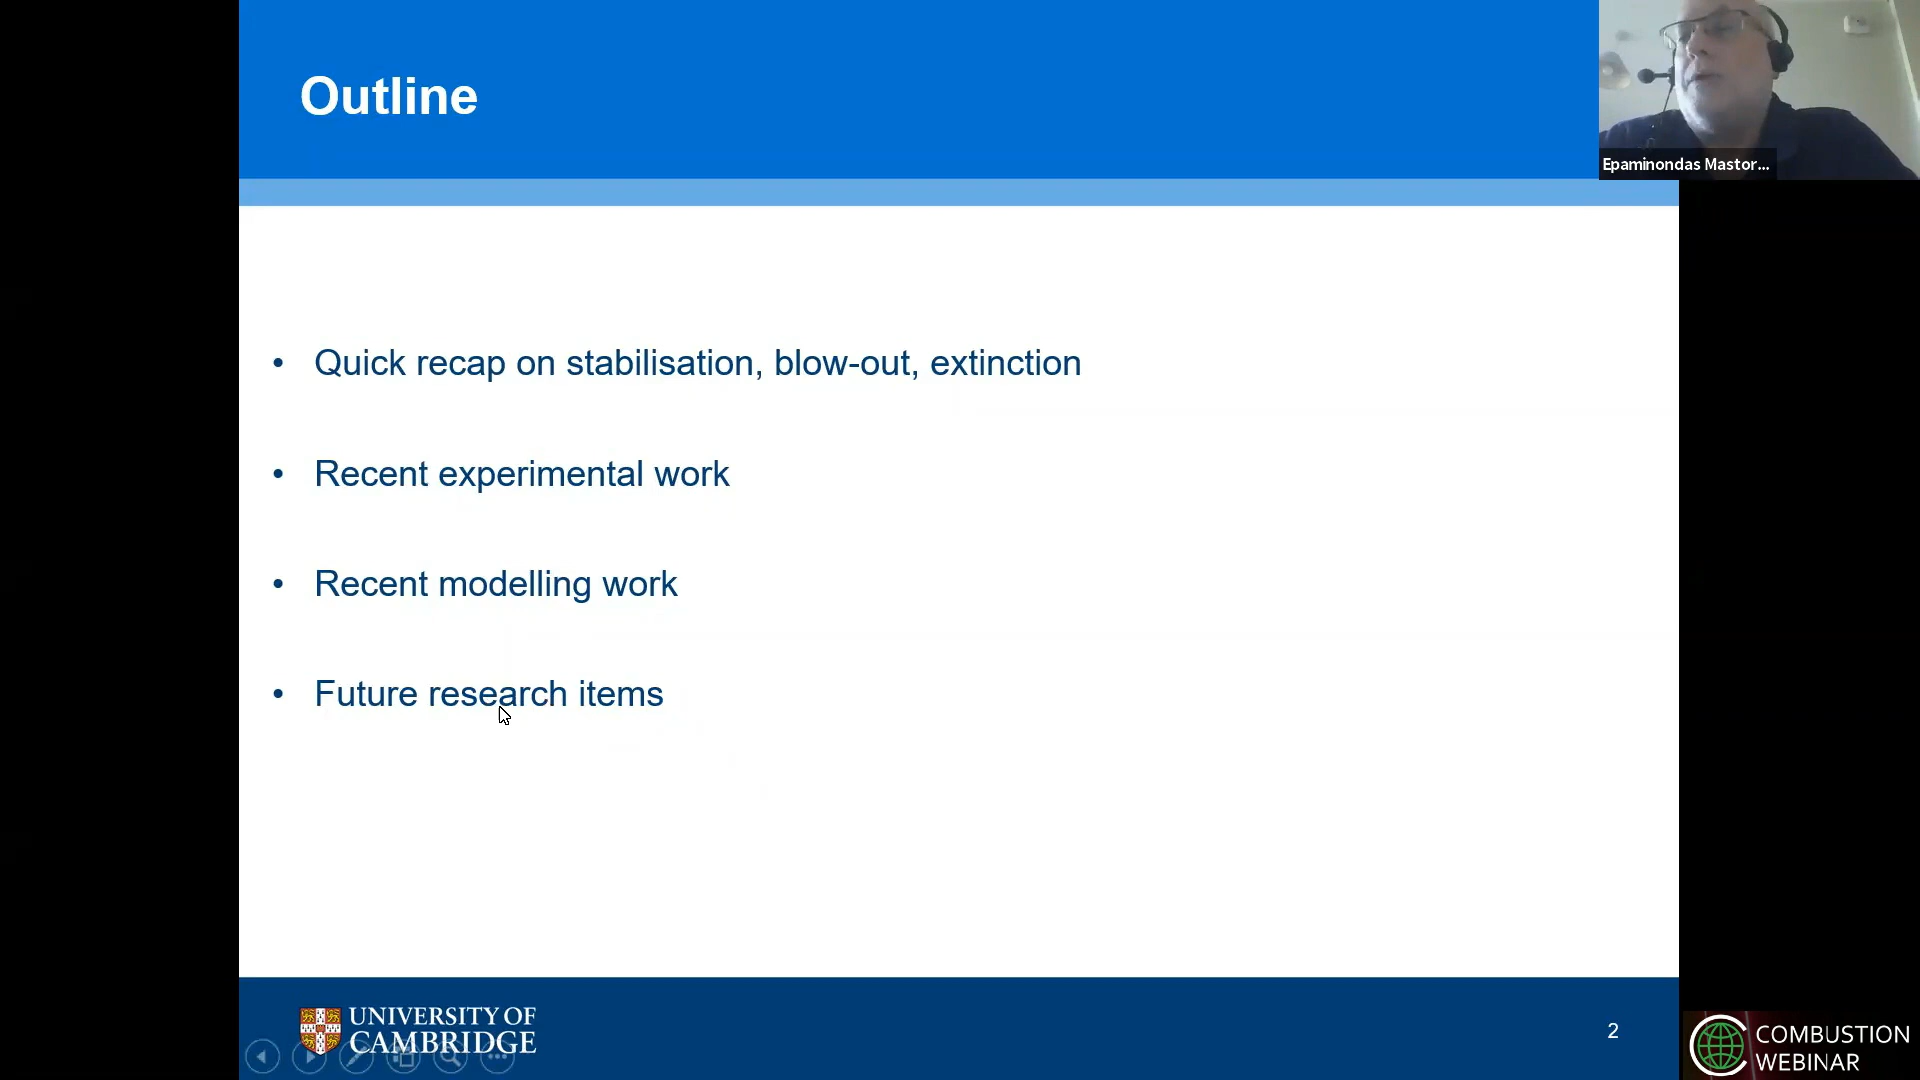 Outline
Epaminondas Mastor...
• Quick recap on stabilisation, blow-out, extinction
• Recent experimental work
• Recent modelling work
• Future research items
UNIVERSITY OF
CAMBRIDGE
2
COMBUSTION
WEBINAR